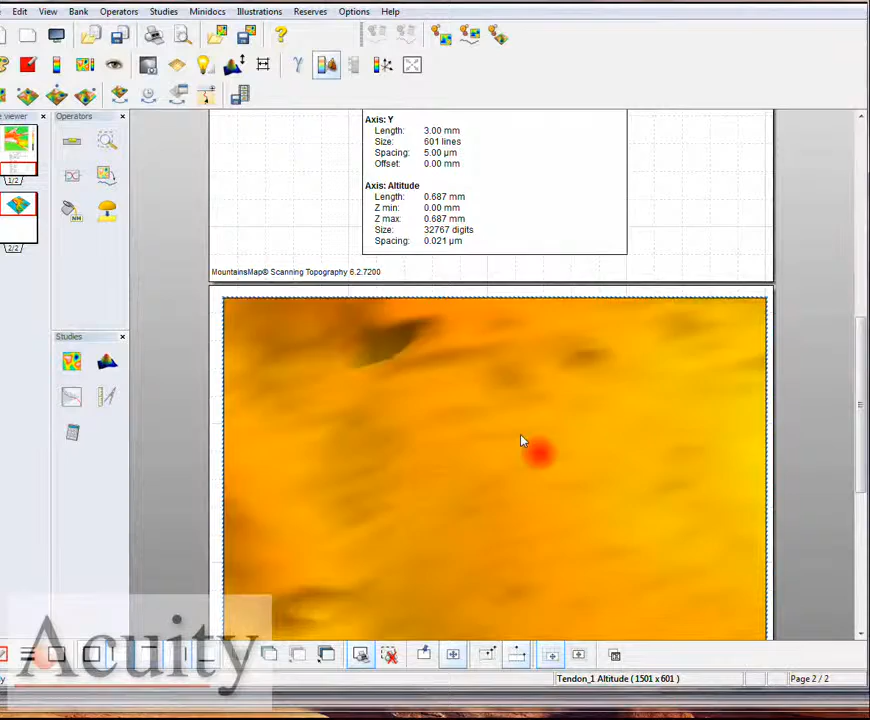 Edit View Bank Operators Studies Minidocs Illustrations Reserves Options Help
e viewer
Operators
Axis: Y
Length: 3.00 mm
Size: 601 lines
Spacing: 5.00 µm
Offset: 0.00 mm
Axis: Altitude
Length: 0.687 mm
Z min: 0.00 mm
Z max: 0.687 mm
Size: 32767 digits
Spacing: 0.021 µm
1/2
2/2
MountainsMap® Scanning Topography 6.2.7200
Studies
Acuity
Tendon_1 Altitude ( 1501 x 601 )
Page 2 / 2